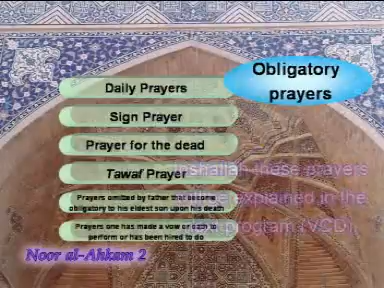 Obligatory
prayers
Daily Prayers
Sign Prayer
Prayer for the dead
Tawaf Prayer
Prayers omitted by father that become
obligatory to his eldest son upon his death
Prayers one has made a vow or oath to
perform or has been hired to do
these prayers
explained in the
program (VCD)
Noor al-Ahkam 2